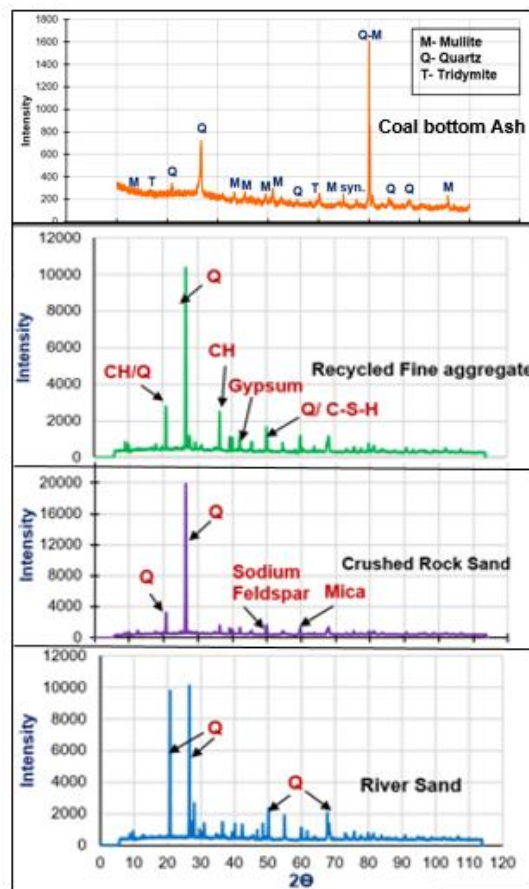 1800
1600
1400
1200
1000
800
600
400
200
0
Intensity
Q-M
M- Mullite
Q- Quartz
T- Tridymite
Coal bottom Ash
Q
M T Q M M M M Q T M syn. Q Q M
12000
10000
8000
6000
4000
2000
0
Intensity
Q
CH/Q
CH
Gypsum
Q/ C-S-H
Recycled Fine aggregate
20000
16000
12000
8000
4000
0
Intensity
Q
Q
Sodium
Feldspar
Mica
Crushed Rock Sand
12000
10000
8000
6000
4000
2000
0
Intensity
Q
Q
River Sand
0 10 20 30 40 50 60 70 80 90 100 110 120
2Θ